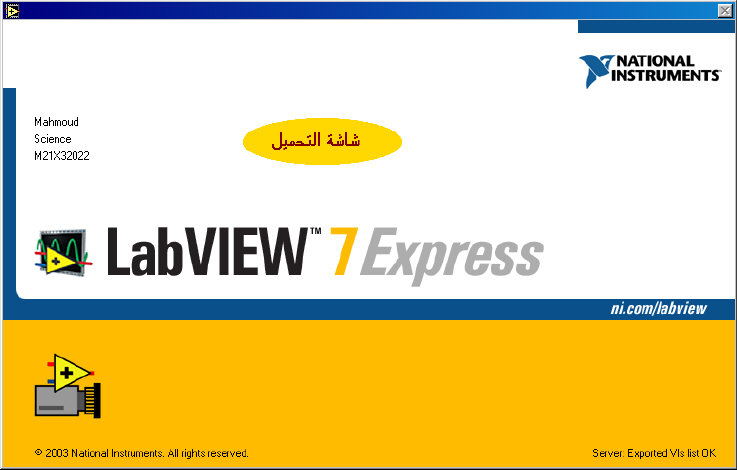 NATIONAL
INSTRUMENTS™
Mahmoud
Science
M21X32022
شاشة التحميل
LabVIEW™ 7 Express
ni.com/labview
© 2003 National Instruments. All rights reserved.
Server: Exported VIs list OK